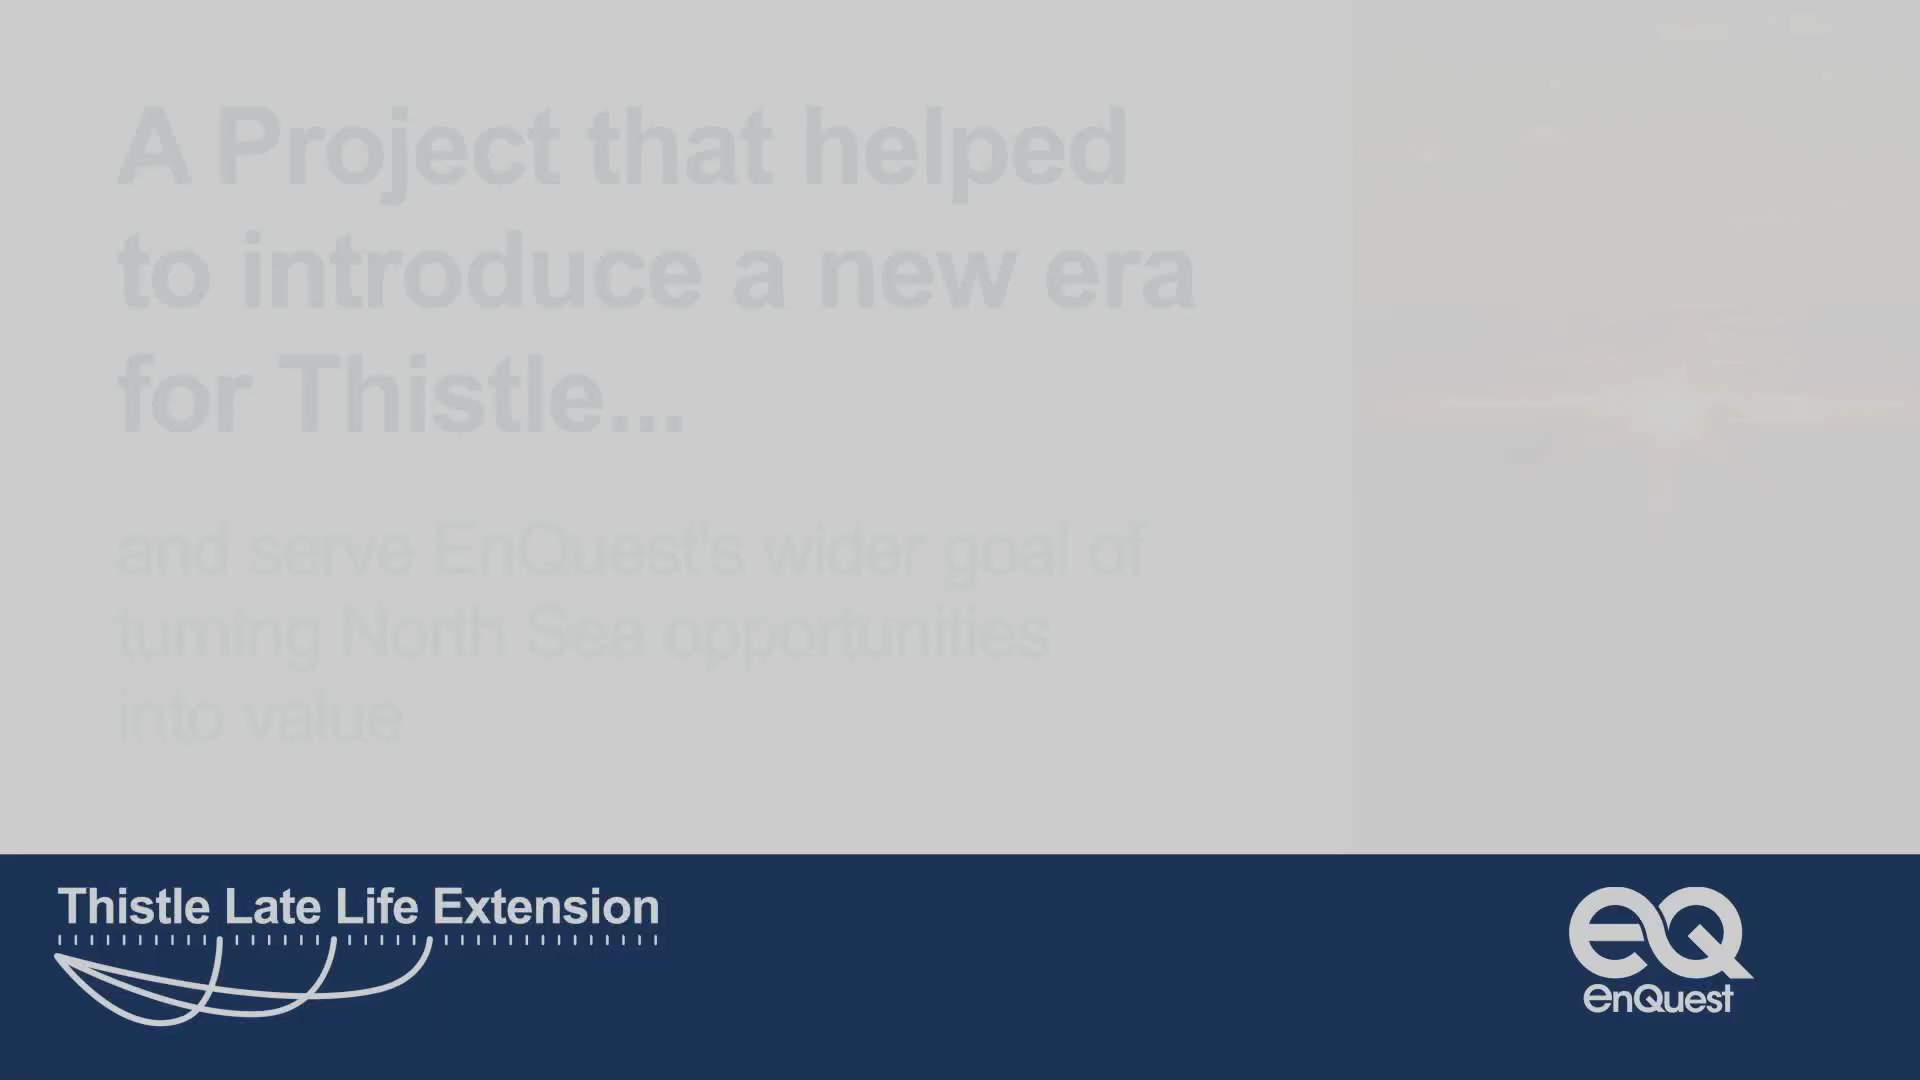 A Project that helped
to introduce a new era
for Thistle...
and serve EnQuest's wider goal of
turning North Sea opportunities
into value
Thistle Late Life Extension
eQ
EnQuest